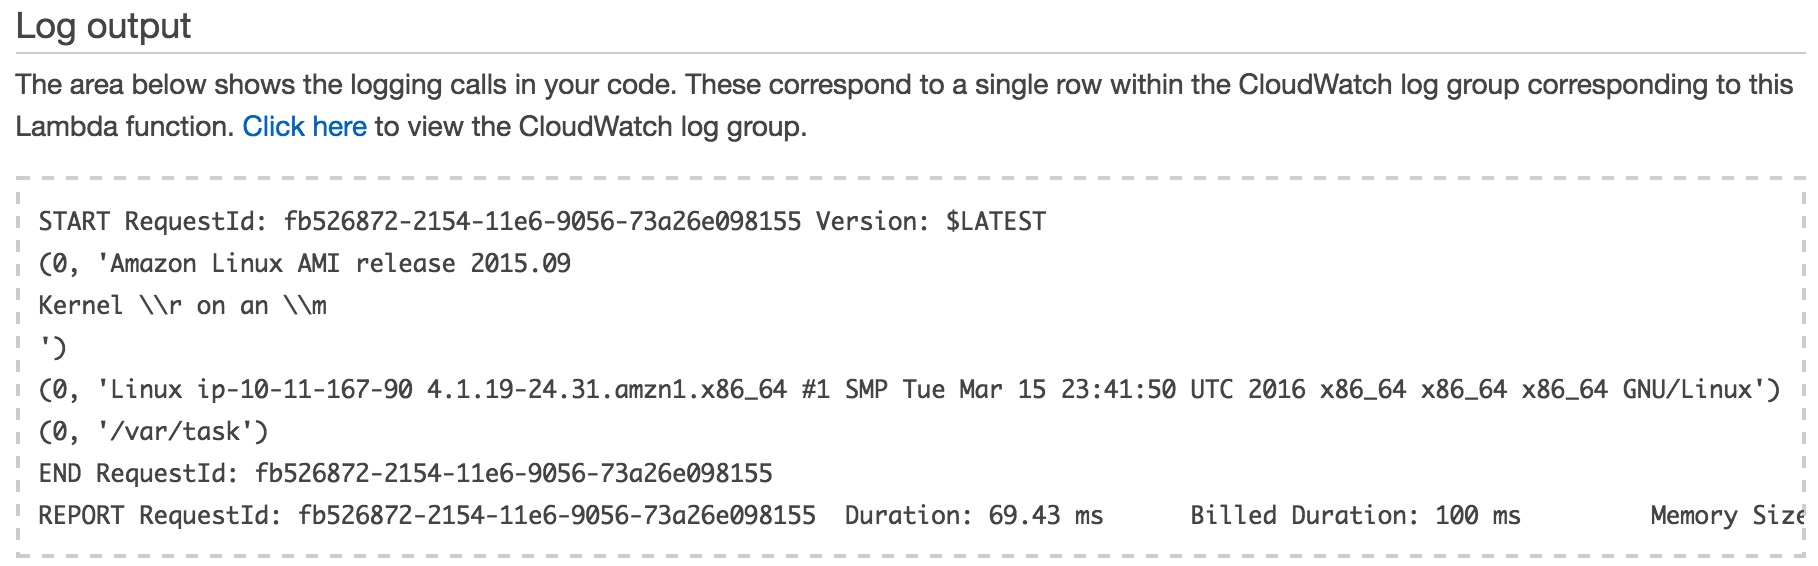 Log output
The area below shows the logging calls in your code. These correspond to a single row within the CloudWatch log group corresponding to this
Lambda function. Click here to view the CloudWatch log group.
START RequestId: fb526872-2154-11e6-9056-73a26e098155 Version: $LATEST
(0, 'Amazon Linux AMI release 2015.09
Kernel \\r on an \\m
')
(0, 'Linux ip-10-11-167-90 4.1.19-24.31.amzn1.x86_64 #1 SMP Tue Mar 15 23:41:50 UTC 2016 x86_64 x86_64 x86_64 GNU/Linux')
(0, '/var/task')
END RequestId: fb526872-2154-11e6-9056-73a26e098155
REPORT RequestId: fb526872-2154-11e6-9056-73a26e098155 Duration: 69.43 ms Billed Duration: 100 ms Memory Size